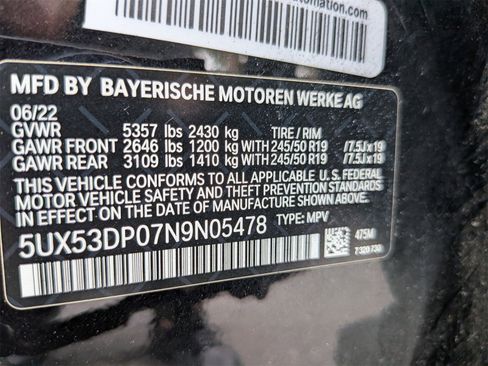 automation.com
MFD BY BAYERISCHE MOTOREN WERKE AG
06/22
GVWR 5357 lbs 2430 kg TIRE / RIM
GAWR FRONT 2646 lbs 1200 kg WITH 245/50 R19 /7.5J x 19
GAWR REAR 3109 lbs 1410 kg WITH 245/50 R19 /7.5J x 19
THIS VEHICLE CONFORMS TO ALL APPLICABLE U. S. FEDERAL
MOTOR VEHICLE SAFETY AND THEFT PREVENTION STANDARDS
IN EFFECT ON THE DATE OF MANUFACTURE SHOWN ABOVE.
5UX53DP07N9N05478 TYPE: MPV
475M
7320730